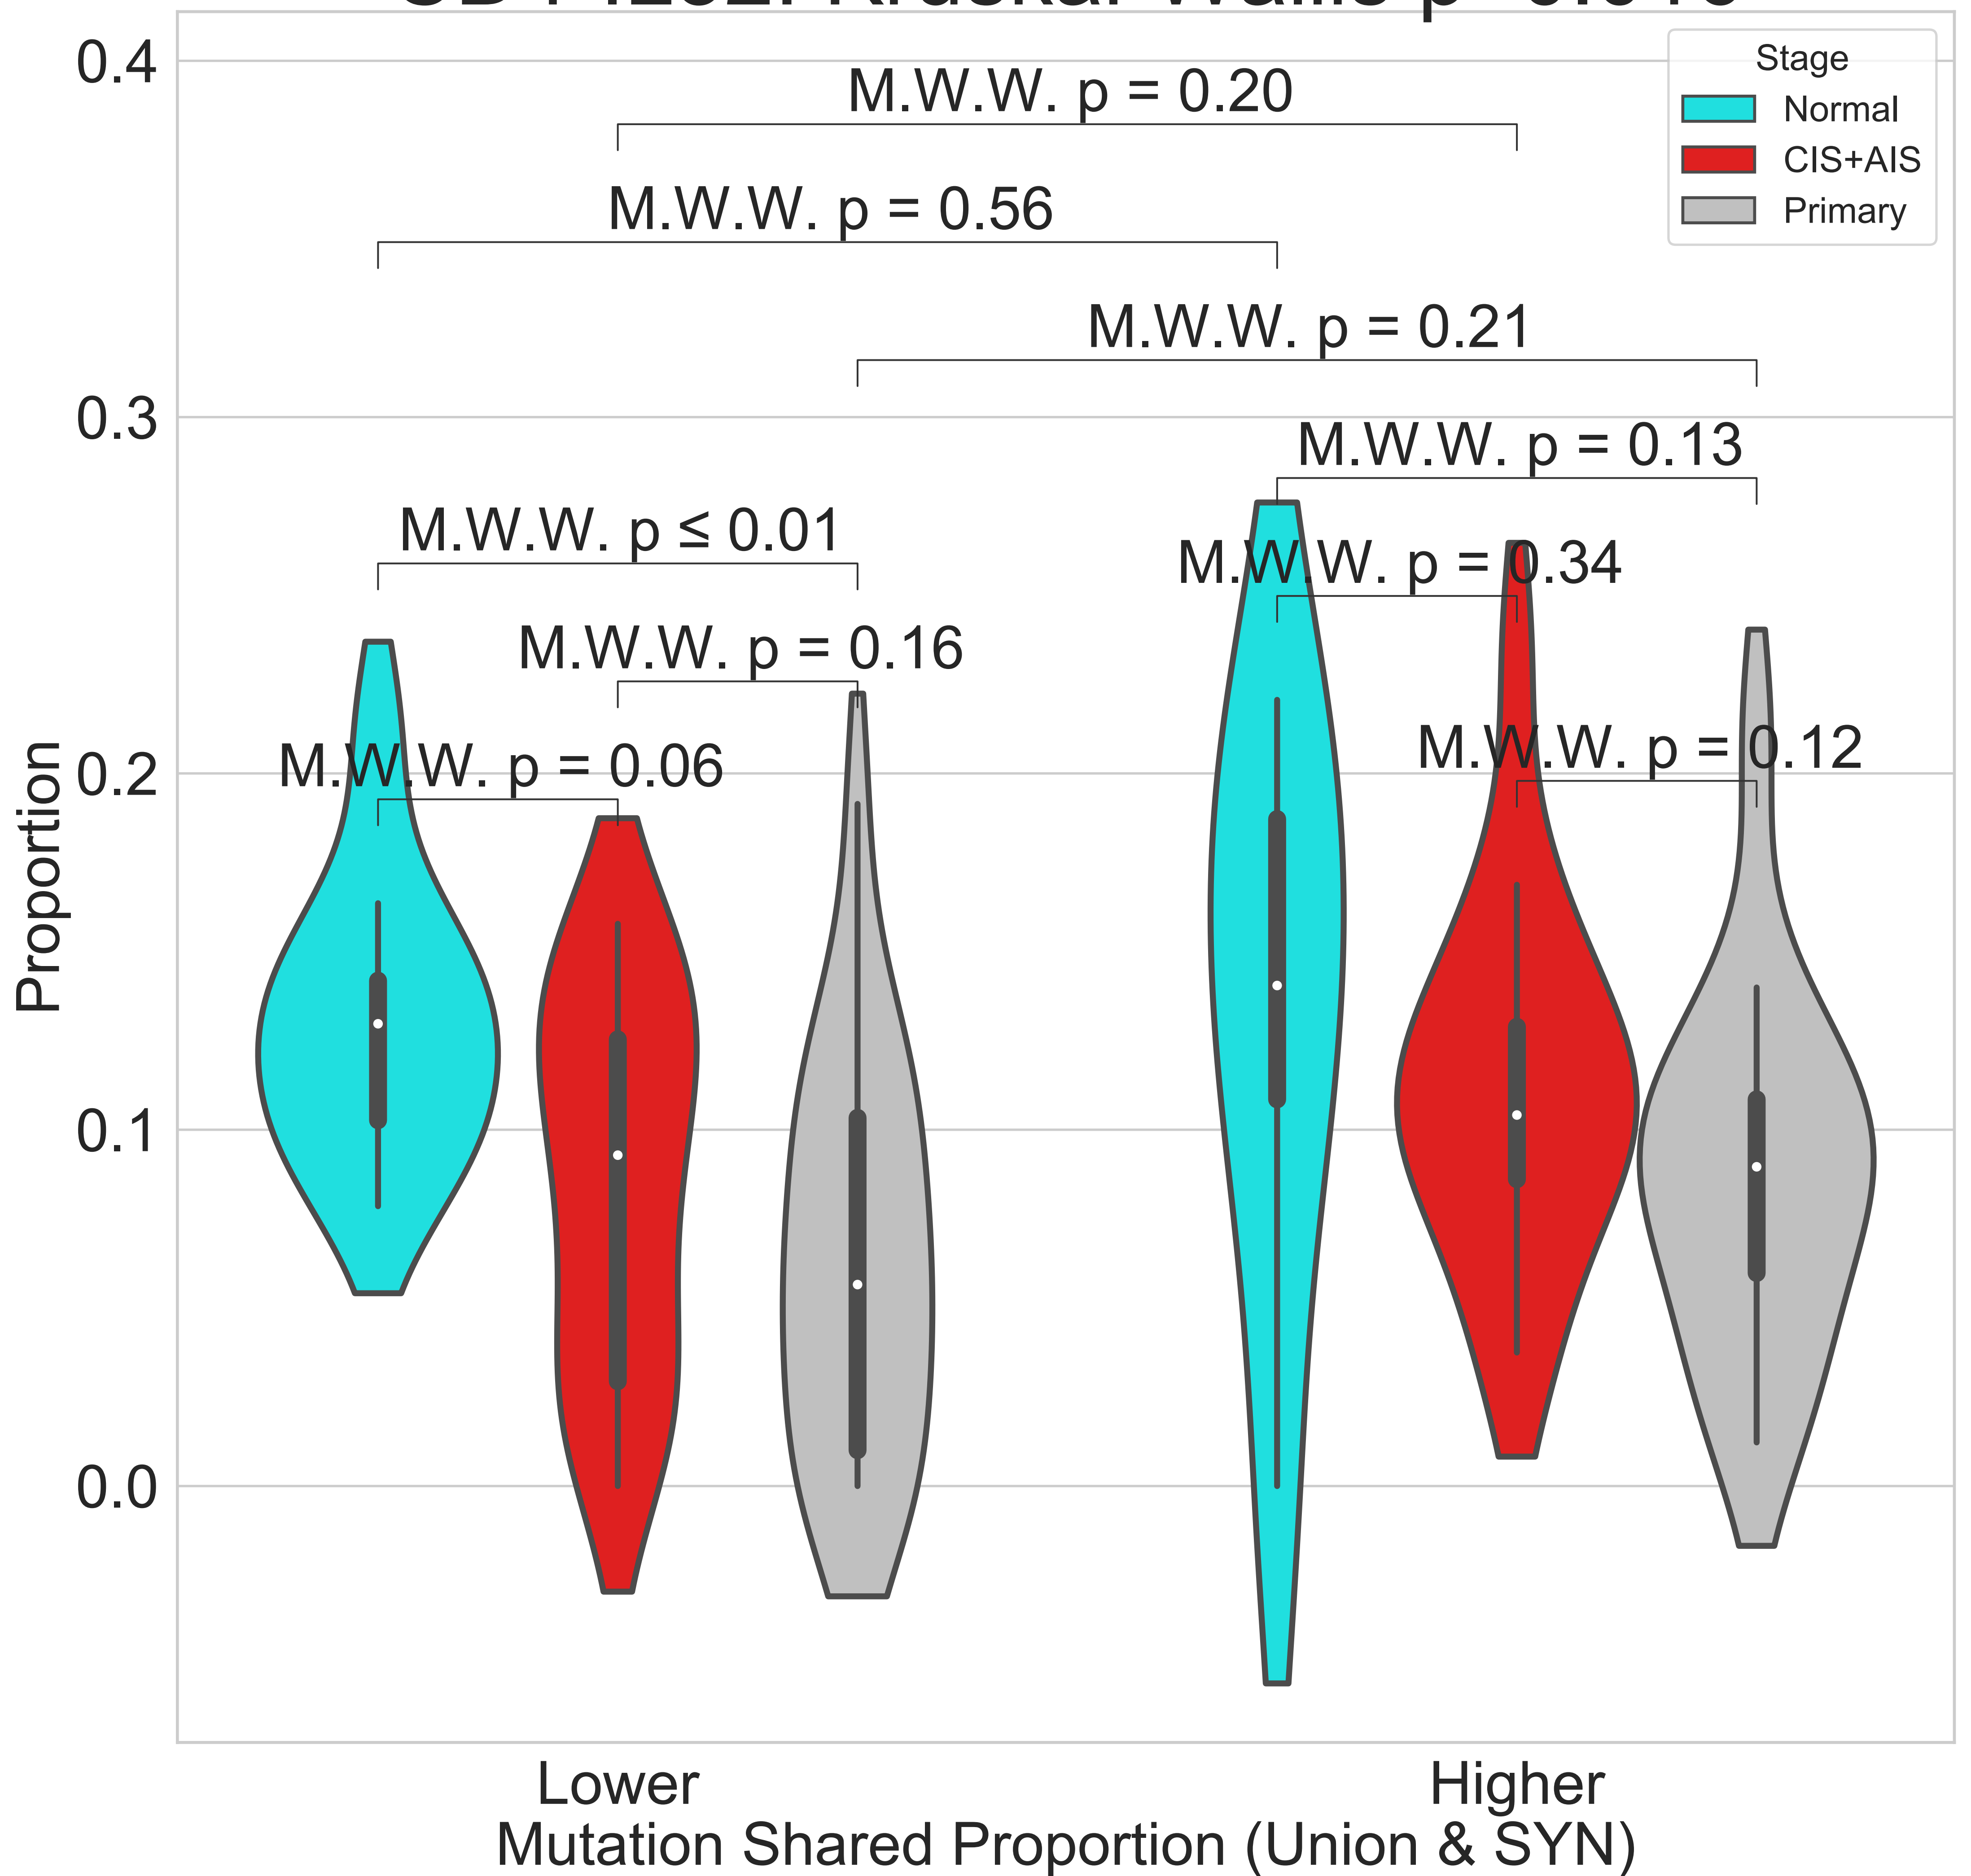 0.4
0.3
0.2
0.1
0.0
Proportion
Stage
Normal
CIS+AIS
Primary
M.W.W. p = 0.20
M.W.W. p = 0.56
M.W.W. p = 0.21
M.W.W. p = 0.13
M.W.W. p ≤ 0.01
M.W.W. p = 0.34
M.W.W. p = 0.16
M.W.W. p = 0.12
M.W.W. p = 0.06
Lower
Higher
Mutation Shared Proportion (Union & SYN)